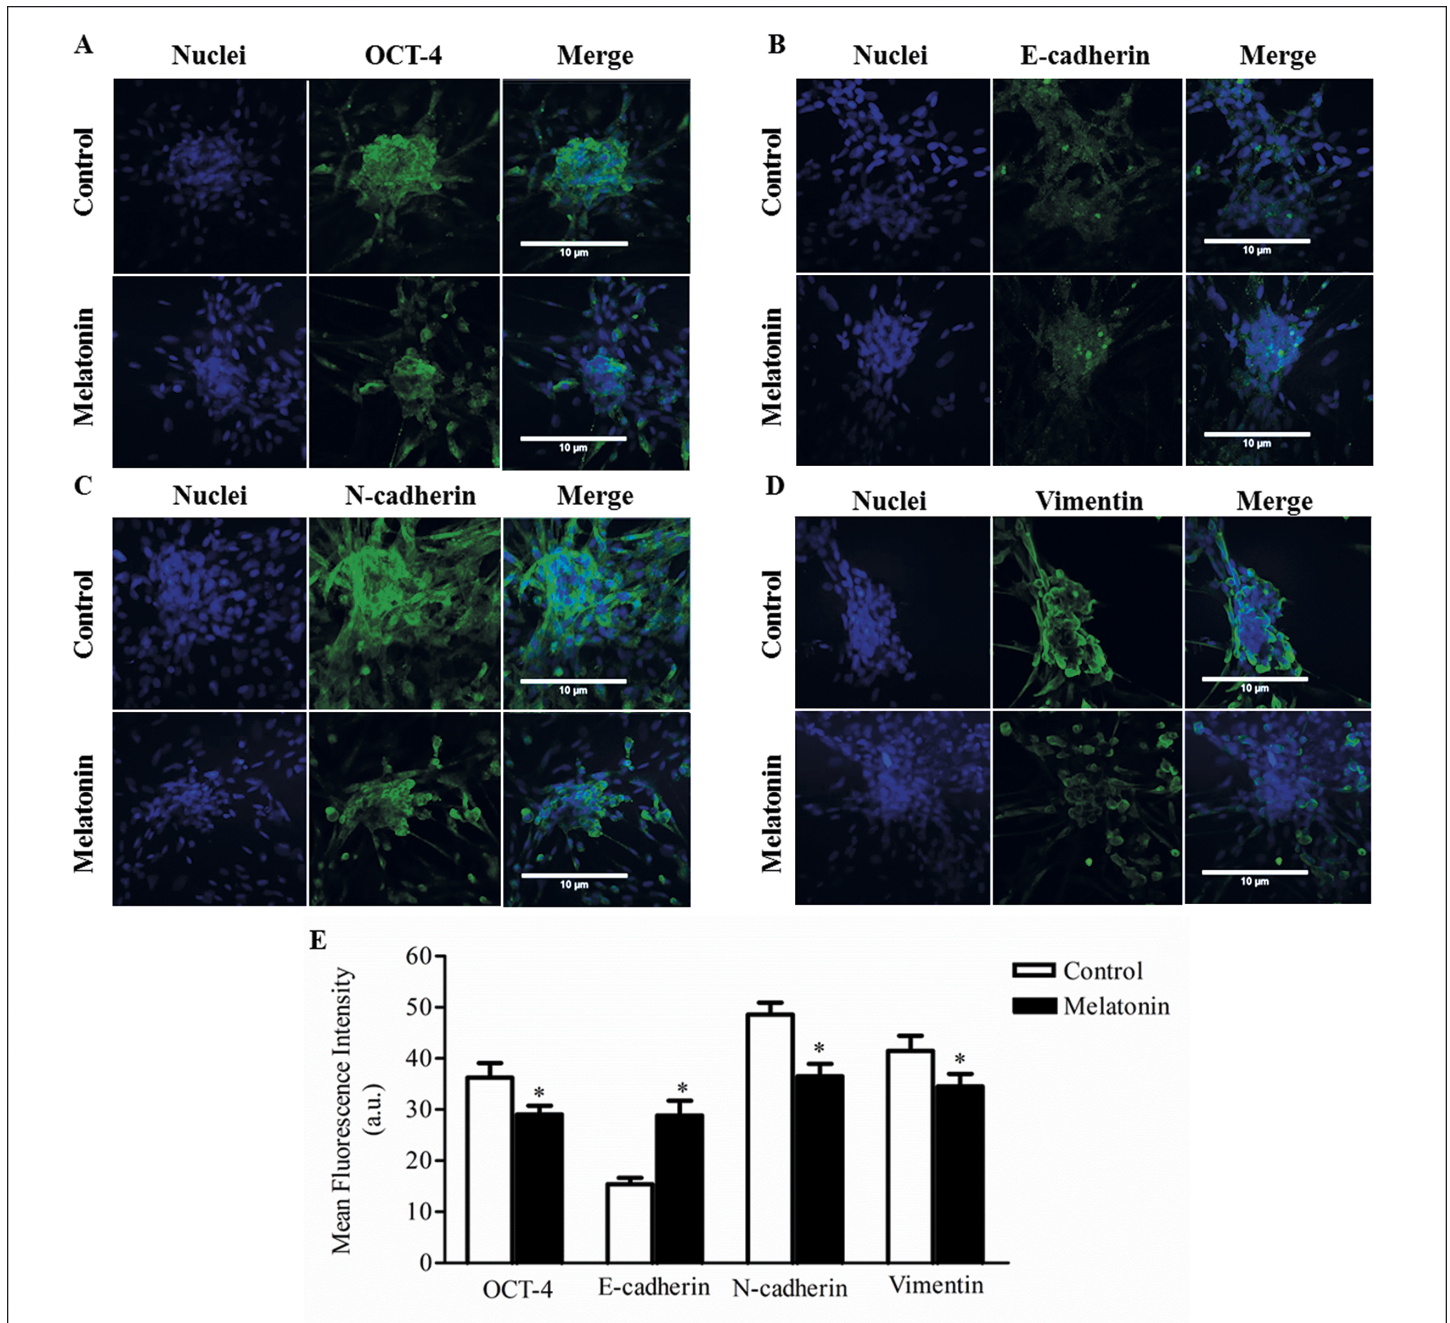 A
Nuclei OCT-4 Merge
Control
10 µm
Melatonin
10 µm
B
Nuclei E-cadherin Merge
Control
10 µm
Melatonin
10 µm
C
Nuclei N-cadherin Merge
Control
10 µm
Melatonin
10 µm
D
Nuclei Vimentin Merge
Control
10 µm
Melatonin
10 µm
E
Mean Fluorescence Intensity
(a.u.)
60
50
40
30
20
10
0
* * * *
OCT-4 E-cadherin N-cadherin Vimentin
Control
Melatonin